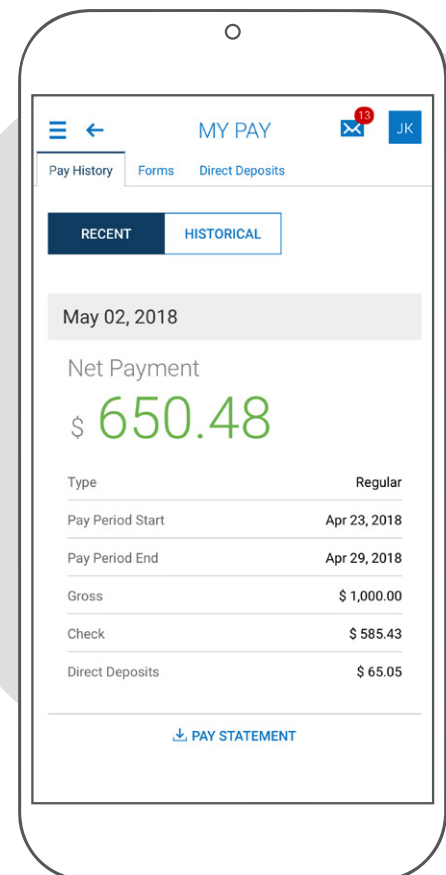 MY PAY
13
JK
Pay History Forms Direct Deposits
RECENT HISTORICAL
May 02, 2018
Net Payment
$ 650.48
Type Regular
Pay Period Start Apr 23, 2018
Pay Period End Apr 29, 2018
Gross $ 1,000.00
Check $ 585.43
Direct Deposits $ 65.05
PAY STATEMENT